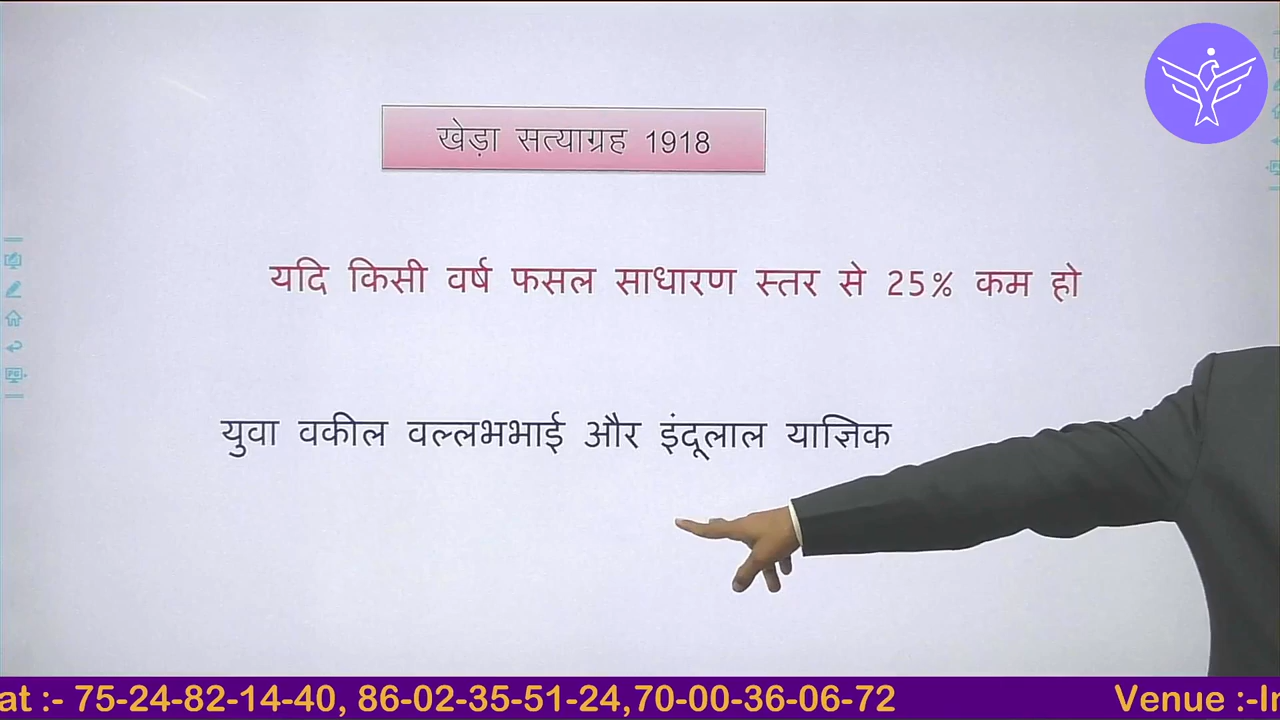 खेड़ा सत्याग्रह 1918
यदि किसी वर्ष फसल साधारण स्तर से 25% कम हो
युवा वकील वल्लभभाई और इंदूलाल याज्ञिक
at :- 75-24-82-14-40, 86-02-35-51-24,70-00-36-06-72 Venue :-